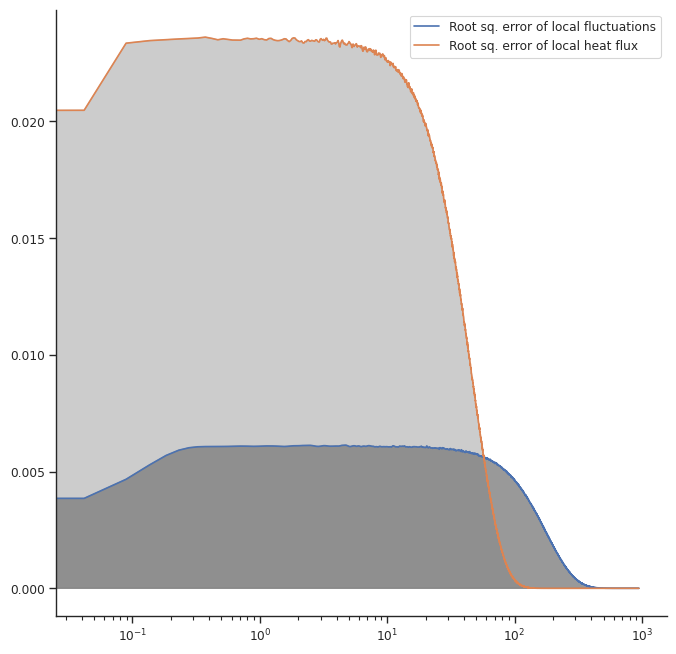 Root sq. error of local fluctuations
Root sq. error of local heat flux
0.020
0.015
0.010
0.005
0.000
10⁻¹ 10⁰ 10¹ 10² 10³